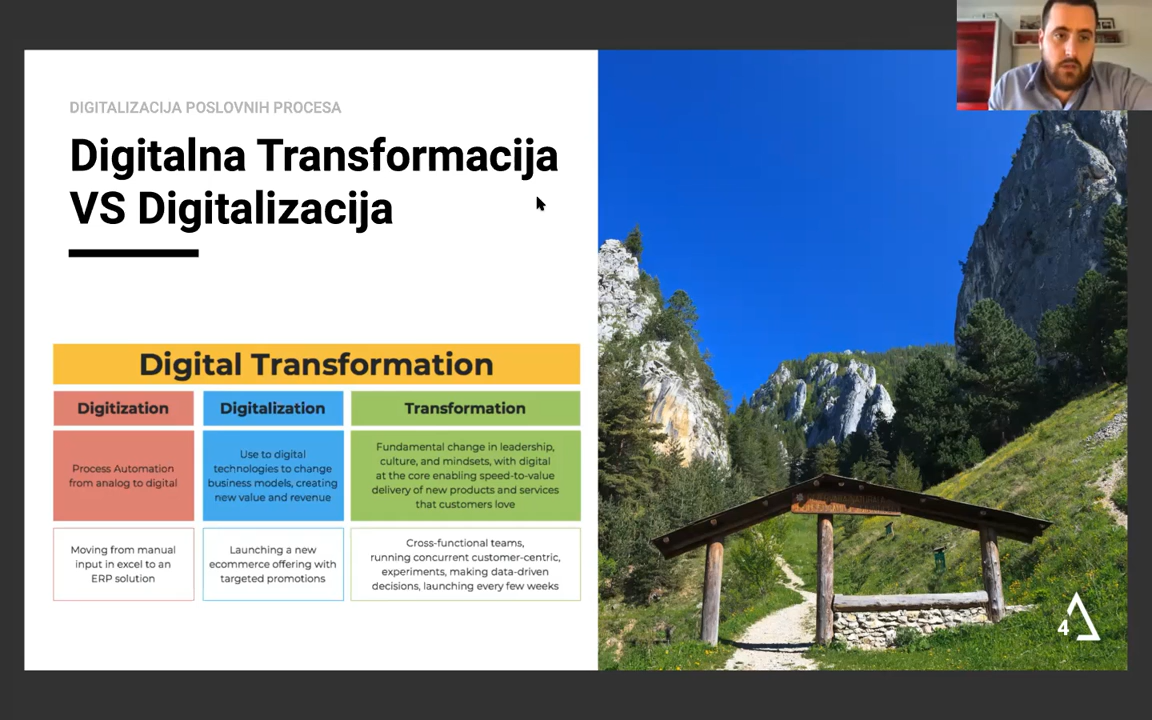 DIGITALIZACIJA POSLOVNIH PROCESA
Digitalna Transformacija
VS Digitalizacija
Digital Transformation
Digitization
Process Automation
from analog to digital
Moving from manual
input in excel to an
ERP solution
Digitalization
Use to digital
technologies to change
business models, creating
new value and revenue
Launching a new
ecommerce offering with
targeted promotions
Transformation
Fundamental change in leadership,
culture, and mindsets, with digital
at the core enabling speed-to-value
delivery of new products and services
that customers love
Cross-functional teams,
running concurrent customer-centric,
experiments, making data-driven
decisions, launching every few weeks
4